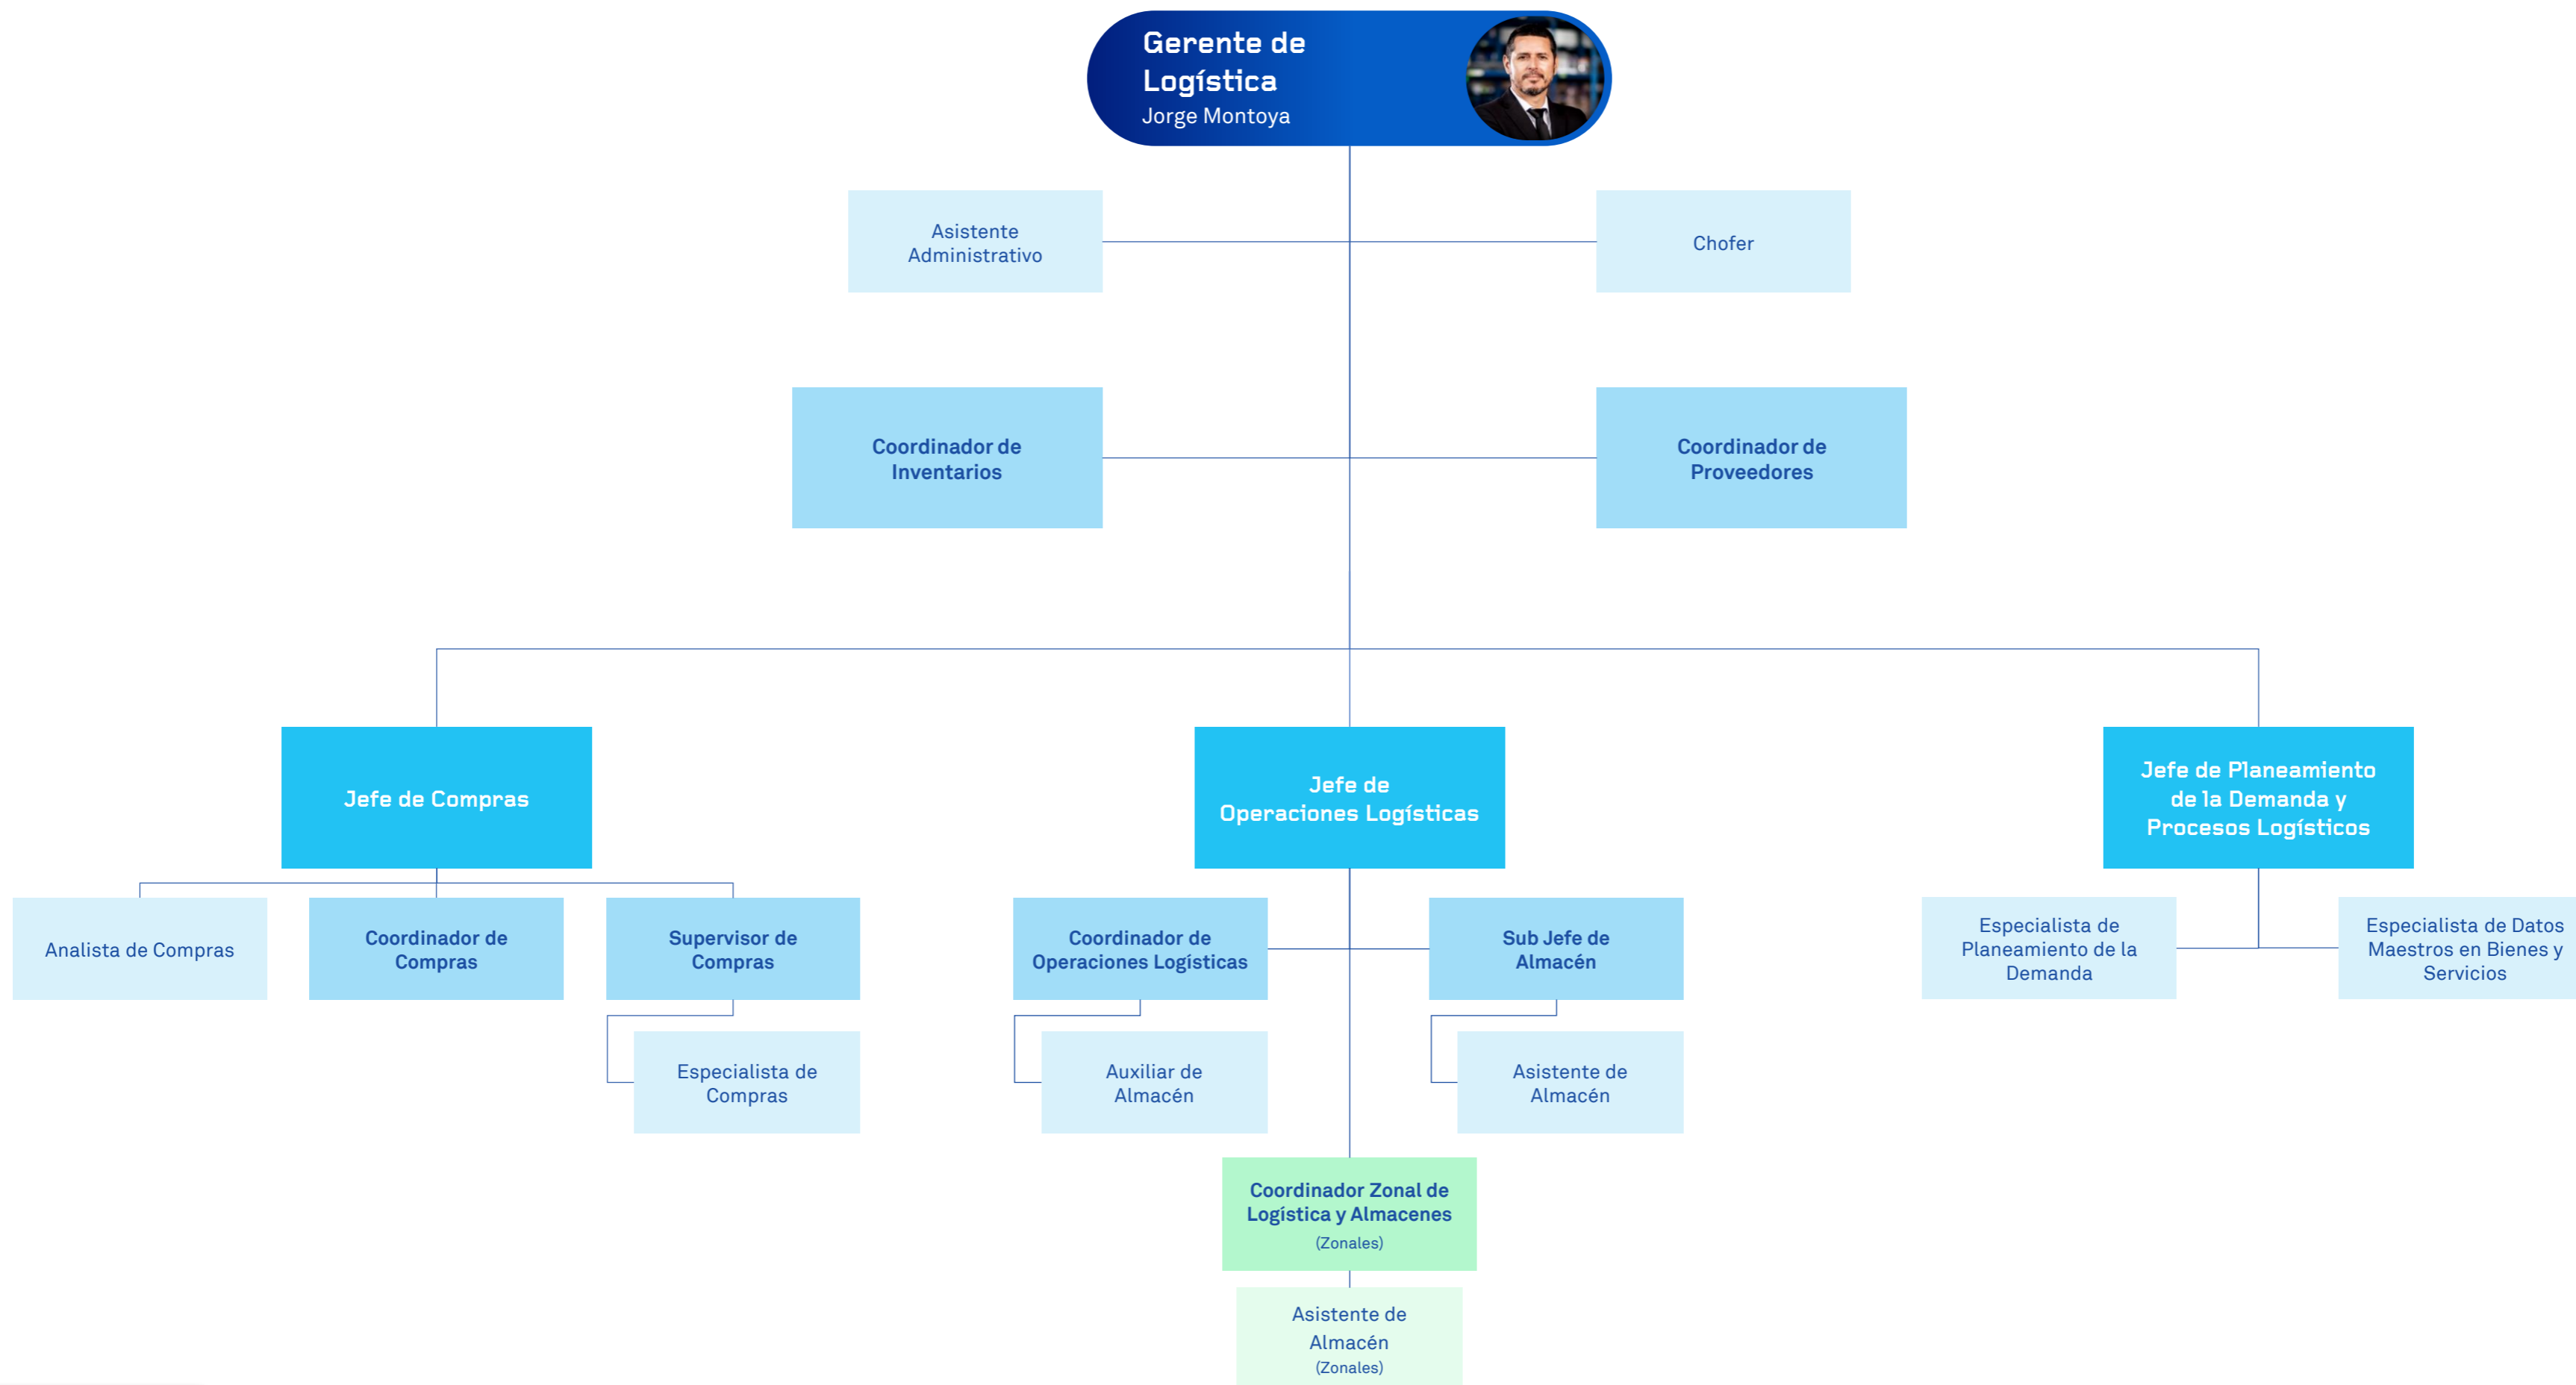 Gerente de
Logística
Jorge Montoya
Asistente
Administrativo
Chofer
Coordinador de
Inventarios
Coordinador de
Proveedores
Jefe de Compras
Jefe de
Operaciones Logísticas
Jefe de Planeamiento
de la Demanda y
Procesos Logísticos
Analista de Compras
Coordinador de
Compras
Supervisor de
Compras
Coordinador de
Operaciones Logísticas
Sub Jefe de
Almacén
Especialista de
Planeamiento de la
Demanda
Especialista de Datos
Maestros en Bienes y
Servicios
Especialista de
Compras
Auxiliar de
Almacén
Asistente de
Almacén
Coordinador Zonal de
Logística y Almacenes
(Zonales)
Asistente de
Almacén
(Zonales)